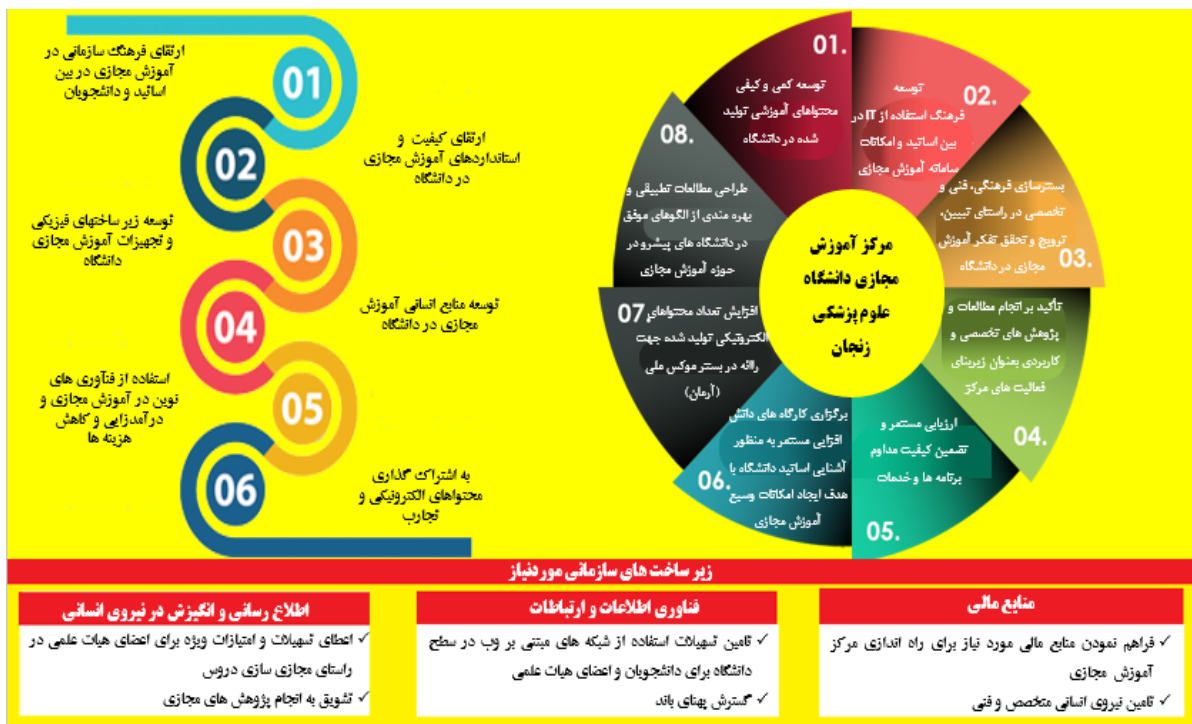 ارتقای فرهنگ سازمانی در
آموزش مجازی در بین
اساتید و دانشجویان
01
02
ارتقای کیفیت و
استانداردهای آموزش مجازی
در دانشگاه
توسعه زیر ساختهای فیزیکی
و تجهیزات آموزش مجازی
دانشگاه
03
04
توسعه منابع انسانی آموزش
مجازی در دانشگاه
استفاده از فنآوری های
نوین در آموزش مجازی و
درآمدزایی و کاهش
هزینه ها
05
06
به اشتراک گذاری
محتواهای الکترونیکی و
تجارب
مرکز آموزش
مجازی دانشگاه
علوم پزشکی
زنجان
01.
توسعه کمی و کیفی
محتواهای آموزشی تولید
شده در دانشگاه
02.
توسعه
فرهنگ استفاده از IT در
بین اساتید و امکانات
سامانه آموزش مجازی
بسترسازی فرهنگی، فنی و
تخصصی در راستای تبیین،
ترویج و تحقق تفکر آموزش
مجازی در دانشگاه
03.
تأکید بر انجام مطالعات و
پژوهش های تخصصی و
کاربردی بعنوان زیربنای
فعالیت های مرکز
04.
ارزیابی مستمر و
تضمین کیفیت مداوم
برنامه ها و خدمات
05.
برگزاری کارگاه های دانش
افزایی مستمر به منظور
آشنایی اساتید دانشگاه با
هدف ایجاد امکانات وسیع
آموزش مجازی
06.
07.
افزایش تعداد محتواهای
الکترونیکی تولید شده جهت
راائه در بستر موکس ملی
(آرمان)
08.
طراحی مطالعات تطبیقی و
بهره مندی از الگوهای موفق
در دانشگاه های پیشرو در
حوزه آموزش مجازی
زیر ساخت های سازمانی موردنیاز
منابع مالی
✓ فراهم نمودن منابع مالی مورد نیاز برای راه اندازی مرکز
آموزش مجازی
✓ تامین نیروی انسانی متخصص و فنی
فناوری اطلاعات و ارتباطات
✓ تامین تسهیلات استفاده از شبکه های مبتنی بر وب در سطح
دانشگاه برای دانشجویان و اعضای هیات علمی
✓ گسترش پهنای باند
اطلاع رسانی و انگیزش در نیروی انسانی
✓ اعطای تسهیلات و امتیازات ویژه برای اعضای هیات علمی در
راستای مجازی سازی دروس
✓ تشویق به انجام پژوهش های مجازی